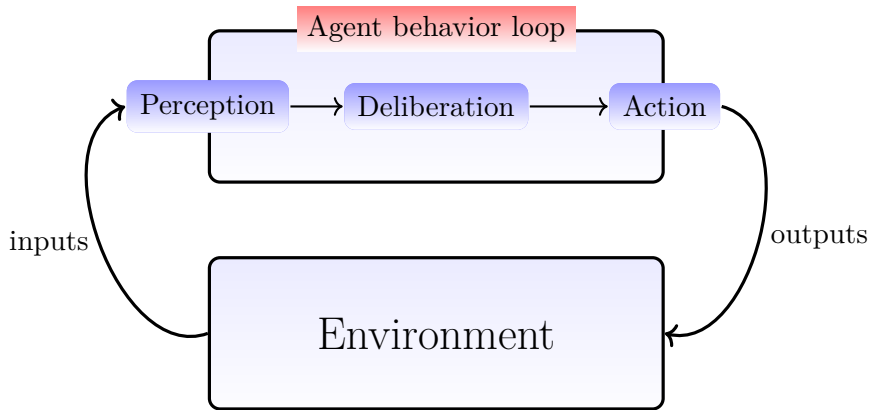 Agent behavior loop
Perception
Deliberation
Action
inputs
outputs
Environment